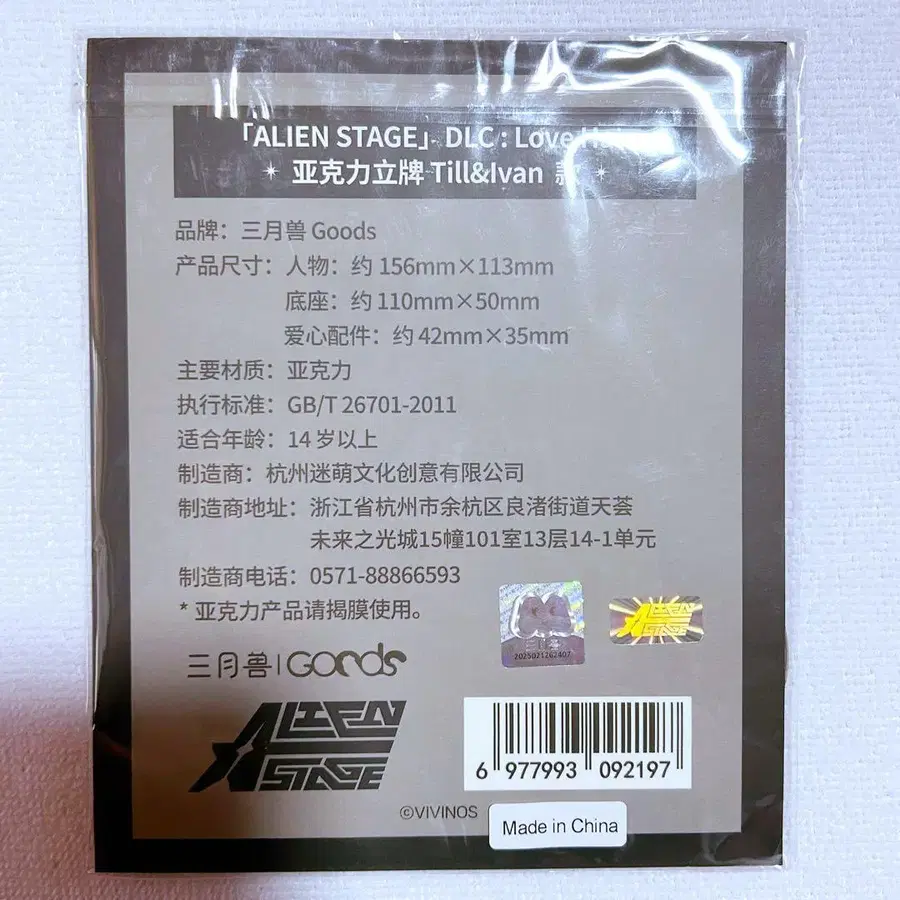 「ALIEN STAGE」 DLC : Love
亚克力立牌 Till&Ivan 款
品牌：三月兽 Goods
产品尺寸：人物：约 156mm×113mm
底座：约 110mm×50mm
爱心配件：约 42mm×35mm
主要材质：亚克力
执行标准：GB/T 26701-2011
适合年龄：14 岁以上
制造商：杭州迷萌文化创意有限公司
制造商地址：浙江省杭州市余杭区良渚街道天荟
未来之光城15幢101室13层14-1单元
制造商电话：0571-88866593
* 亚克力产品请揭膜使用。
三月兽
2025021262407
ALIEN
STAGE
三月兽 | Goods
ALIEN
STAGE
6 977993 092197
©VIVINOS
Made in China